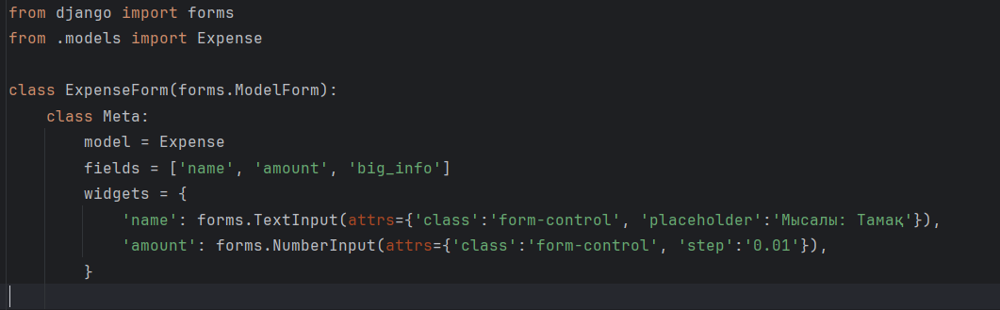 from django import forms
from .models import Expense
class ExpenseForm(forms.ModelForm):
    class Meta:
        model = Expense
        fields = ['name', 'amount', 'big_info']
        widgets = {
            'name': forms.TextInput(attrs={'class':'form-control', 'placeholder':'Мысалы: Тамақ'}),
            'amount': forms.NumberInput(attrs={'class':'form-control', 'step':'0.01'}),
        }